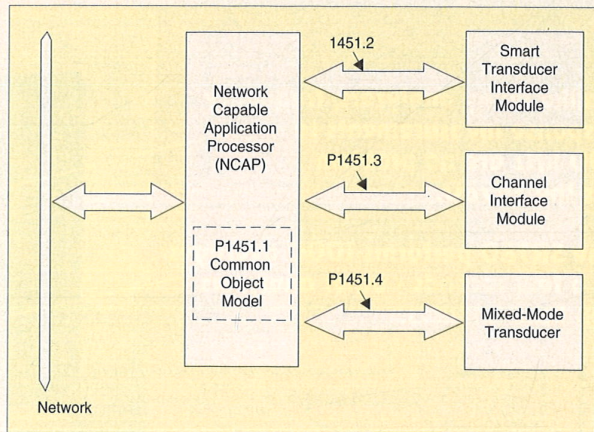 1451.2
Smart
Transducer
Interface
Module
Network
Capable
Application
Processor
(NCAP)
P1451.3
Channel
Interface
Module
P1451.1
Common
Object
Model
P1451.4
Mixed-Mode
Transducer
Network